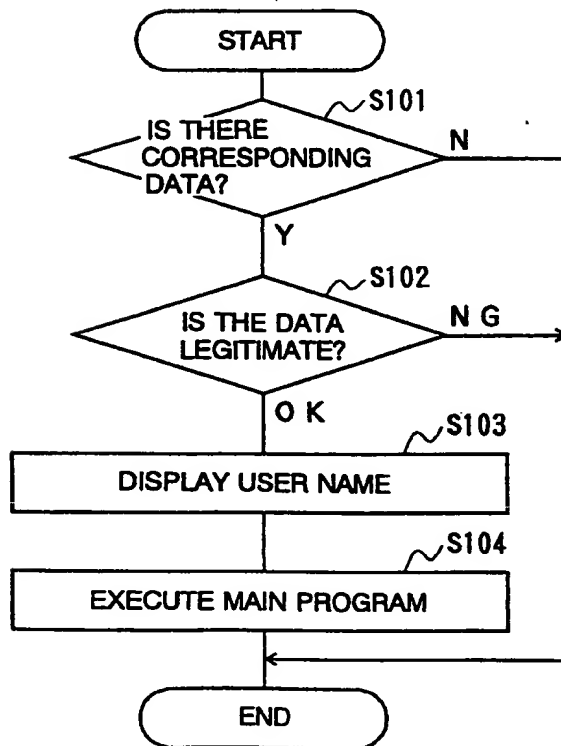 START
S101
IS THERE
CORRESPONDING
DATA?
N
Y
S102
IS THE DATA
LEGITIMATE?
N G
O K
S103
DISPLAY USER NAME
S104
EXECUTE MAIN PROGRAM
END